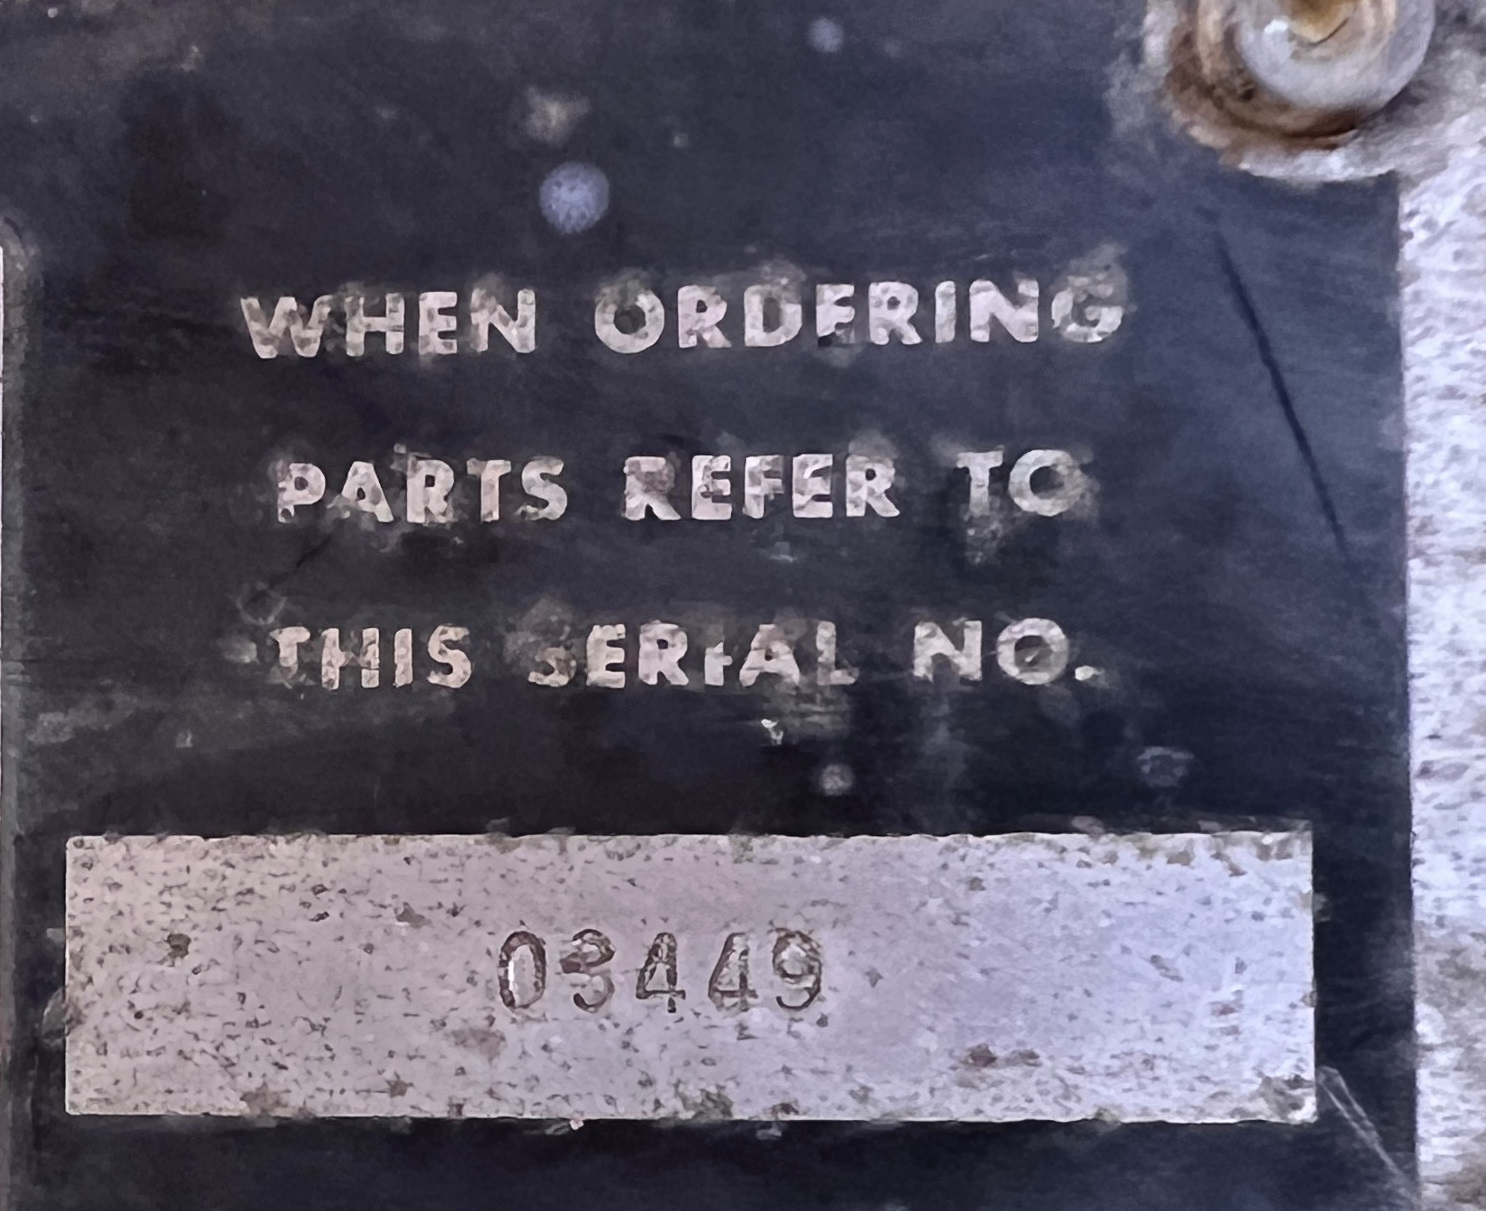 WHEN ORDERING
PARTS REFER TO
THIS SERIAL NO.
03449